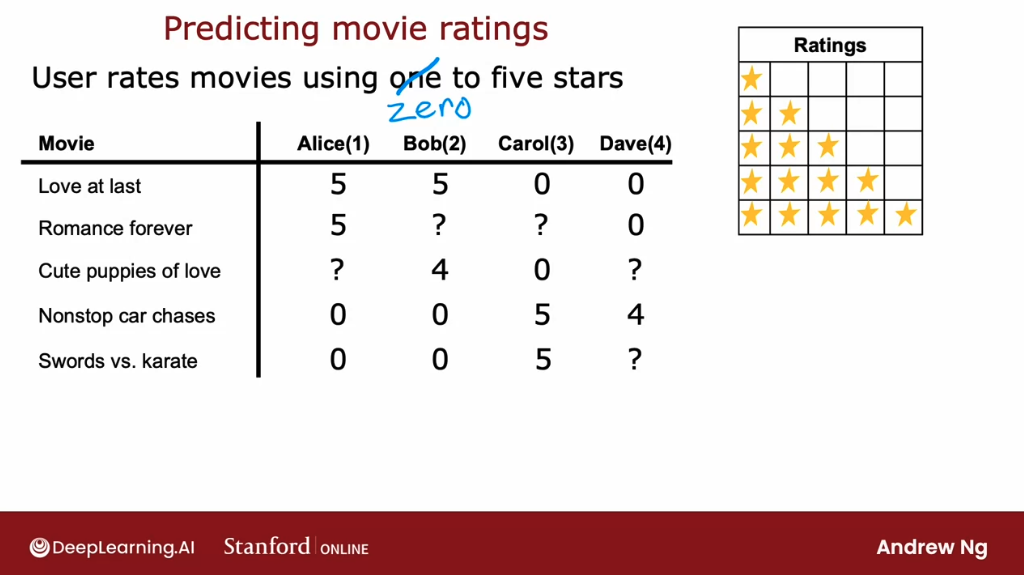 Predicting movie ratings
User rates movies using one to five stars
zero
Movie Alice(1) Bob(2) Carol(3) Dave(4)
Love at last 5 5 0 0
Romance forever 5 ? ? 0
Cute puppies of love ? 4 0 ?
Nonstop car chases 0 0 5 4
Swords vs. karate 0 0 5 ?
Ratings
DeepLearning.AI Stanford ONLINE Andrew Ng